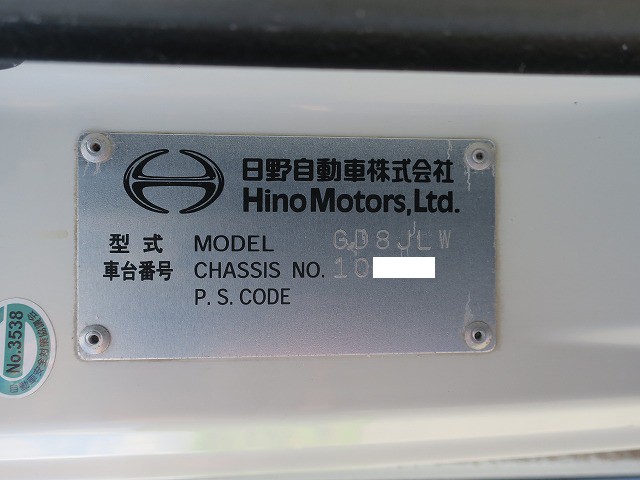 日野自動車株式会社
Hino Motors, Ltd.
型式 MODEL GD8JLW
車台番号 CHASSIS NO. 10
P.S.CODE
No.3538